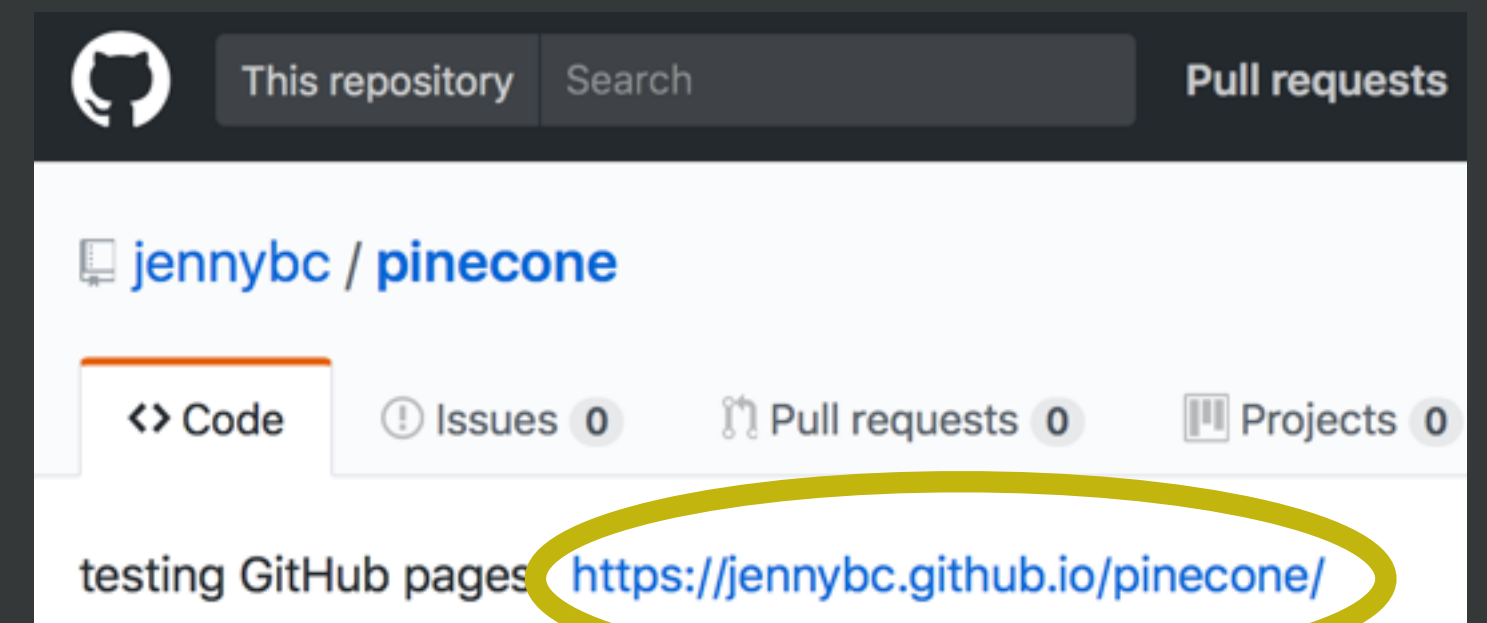 This repository Search Pull requests
jennybc / pinecone
<> Code Issues 0 Pull requests 0 Projects 0
testing GitHub pages https://jennybc.github.io/pinecone/